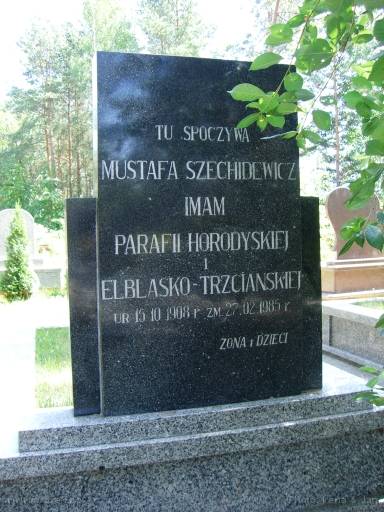 TU SPOCZYWA
MUSTAFA SZECHIDEWICZ
IMAM
PARAFII HORODYSKIEJ
I
ELBLASKO-TRZCIANSKIEJ
UR 15.10 1908 r. ZM. 27.02 1985 r.
ZONA i DZIECI